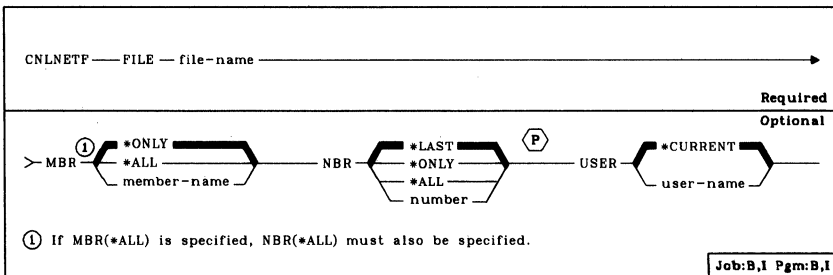 CNLNETF FILE file-name
Required
Optional
MBR ① *ONLY *ALL member-name NBR *LAST *ONLY *ALL number P USER *CURRENT user-name
① If MBR(*ALL) is specified, NBR(*ALL) must also be specified.
Job:B,I Pgm:B,I